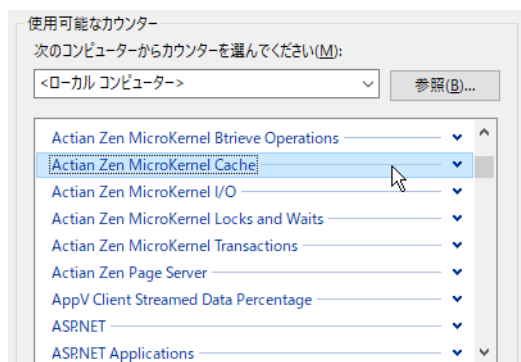 使用可能なカウンター
次のコンピューターからカウンターを選んでください(M):
<ローカル コンピューター>
参照(B)...
Actian Zen MicroKernel Btrieve Operations
Actian Zen MicroKernel Cache
Actian Zen MicroKernel I/O
Actian Zen MicroKernel Locks and Waits
Actian Zen MicroKernel Transactions
Actian Zen Page Server
AppV Client Streamed Data Percentage
ASP.NET
ASP.NET Applications